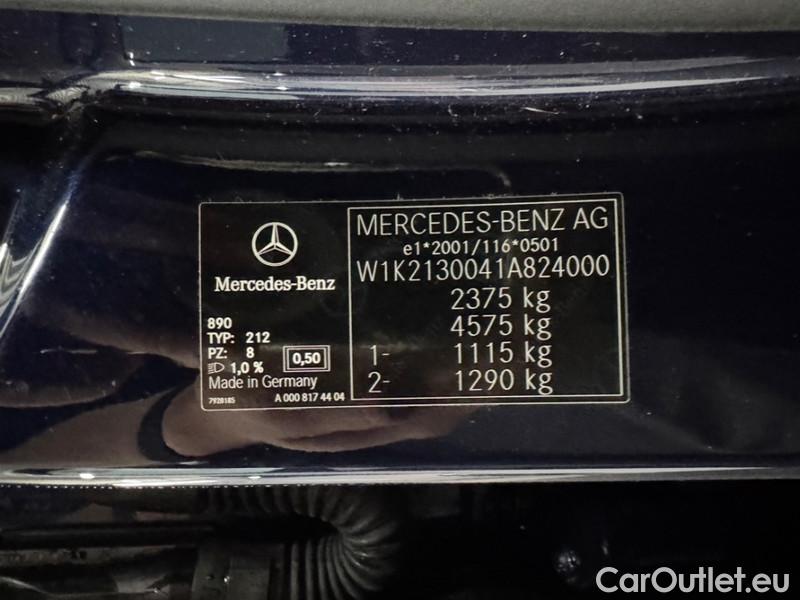 Mercedes-Benz
890
TYP: 212
PZ: 8
1,0 %
0,50
Made in Germany
7928185
A 000 817 44 04
MERCEDES-BENZ AG
e1*2001/116*0501
W1K2130041A824000
2375 kg
4575 kg
1- 1115 kg
2- 1290 kg
CarOutlet.eu